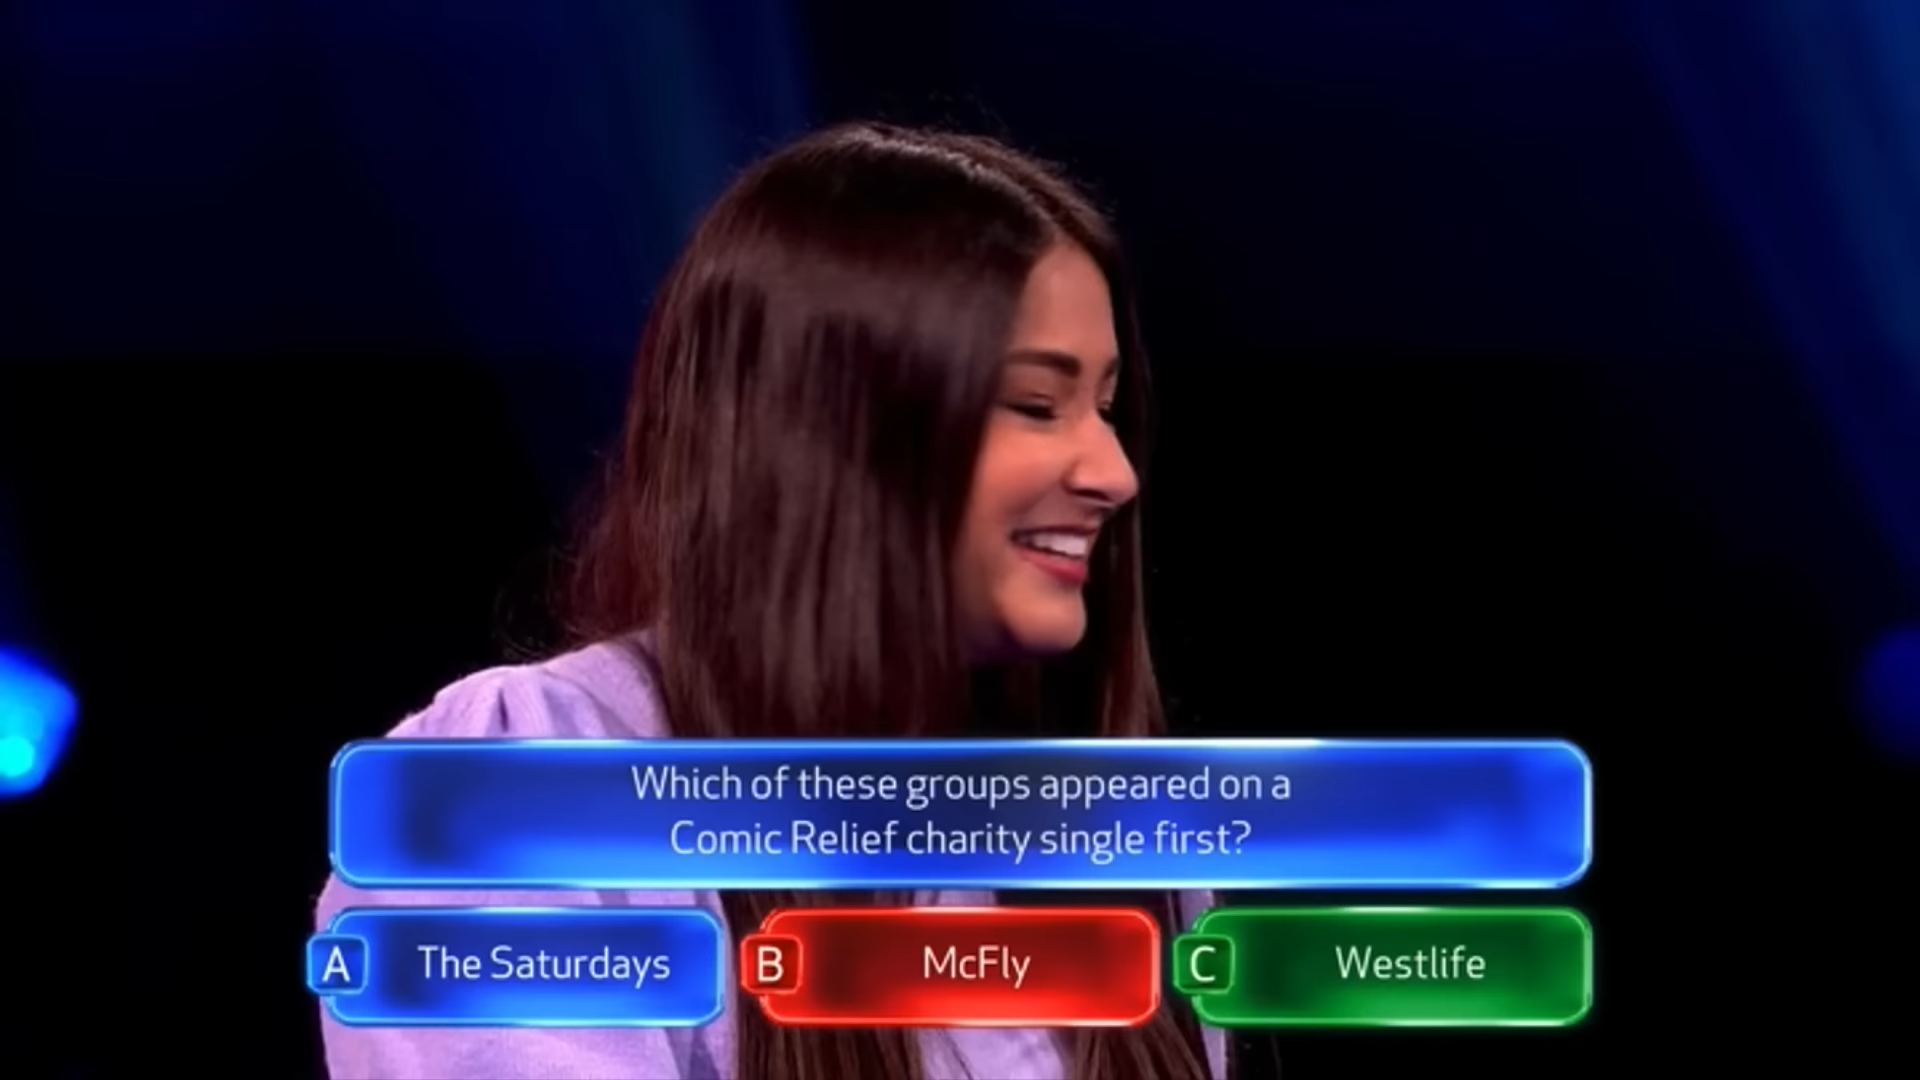 Which of these groups appeared on a
Comic Relief charity single first?
A The Saturdays
B McFly
C Westlife